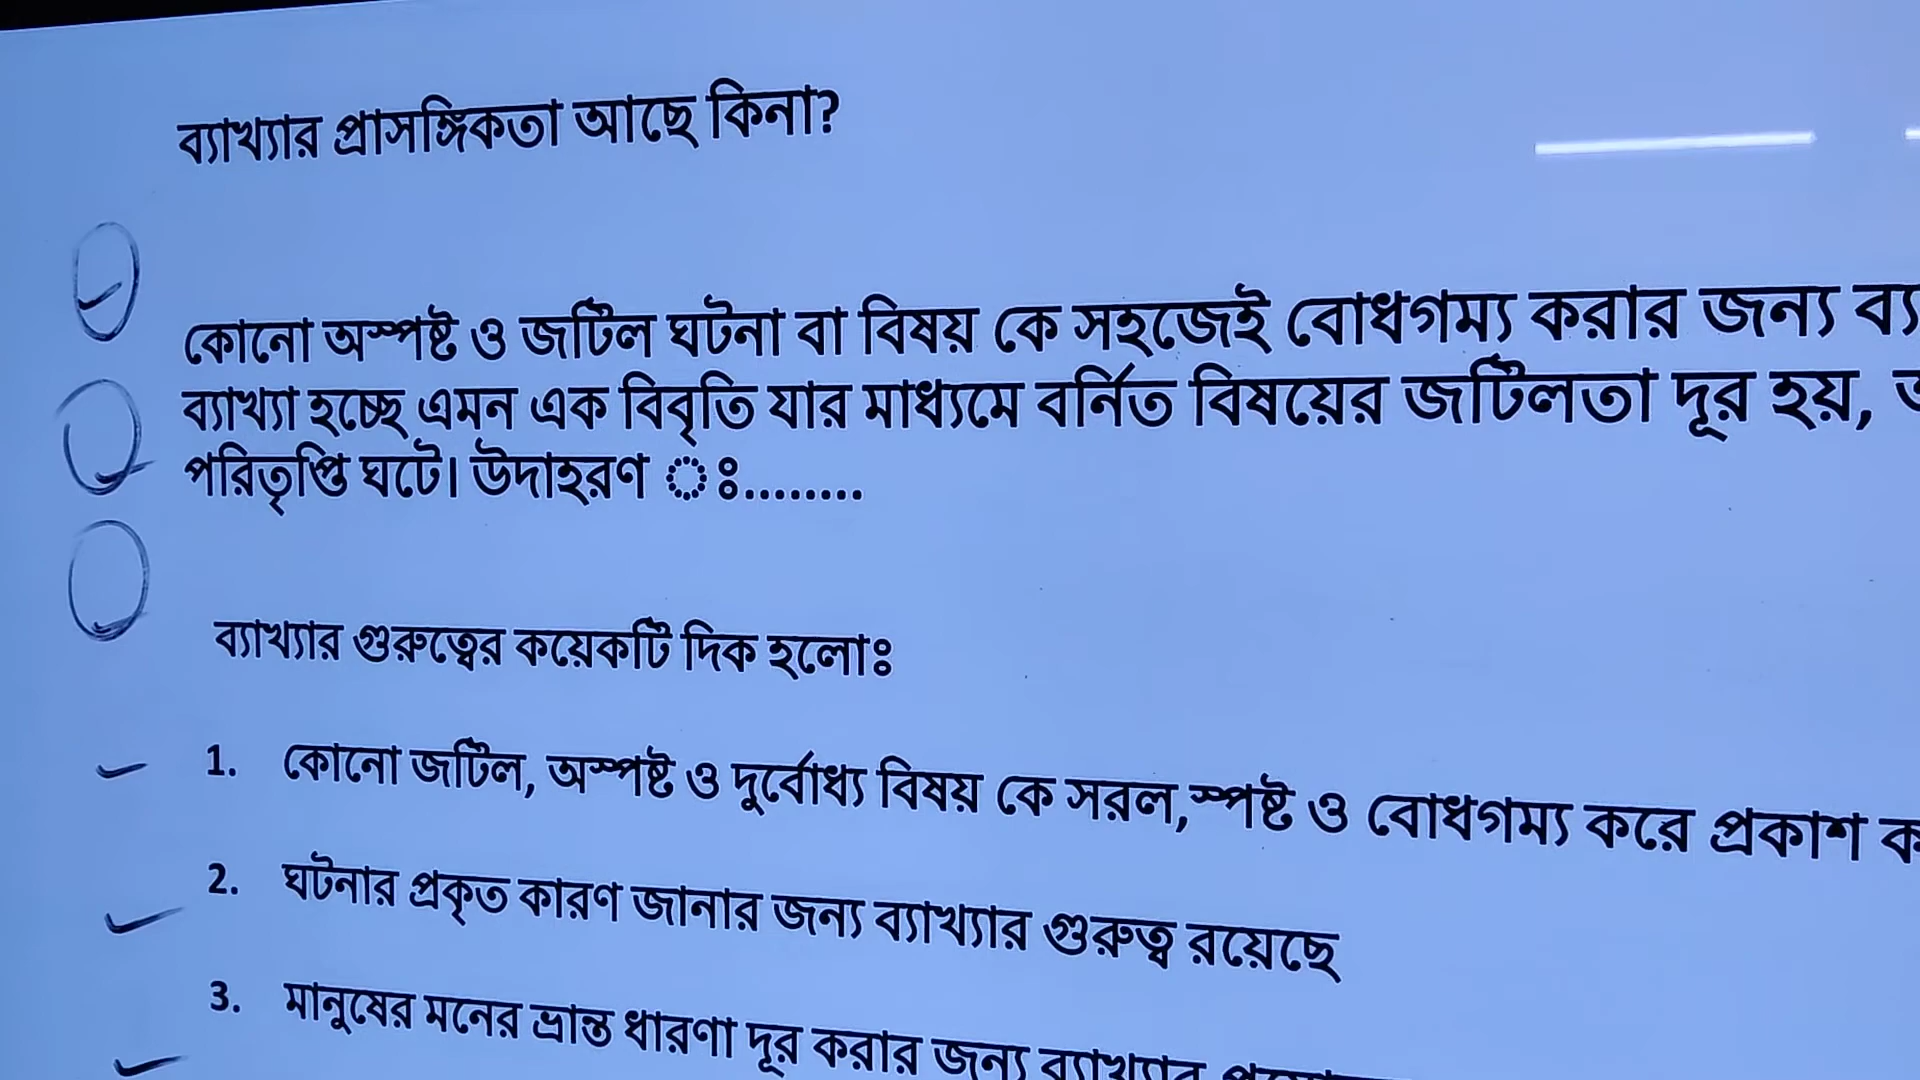 ব্যাখ্যার প্রাসঙ্গিকতা আছে কিনা?
কোনো অস্পষ্ট ও জটিল ঘটনা বা বিষয় কে সহজেই বোধগম্য করার জন্য
ব্যাখ্যা হচ্ছে এমন এক বিবৃতি যার মাধ্যমে বর্নিত বিষয়ের জটিলতা দূর হয়,
পরিতৃপ্তি ঘটে। উদাহরণ ঃ........
ব্যাখ্যার গুরুত্বের কয়েকটি দিক হলোঃ
1. কোনো জটিল, অস্পষ্ট ও দুর্বোধ্য বিষয় কে সরল,স্পষ্ট ও বোধগম্য করে প্রকাশ
2. ঘটনার প্রকৃত কারণ জানার জন্য ব্যাখ্যার গুরুত্ব রয়েছে
3. মানুষের মনের ভ্রান্ত ধারণা দূর করার জন্য ব্যাখ্যার